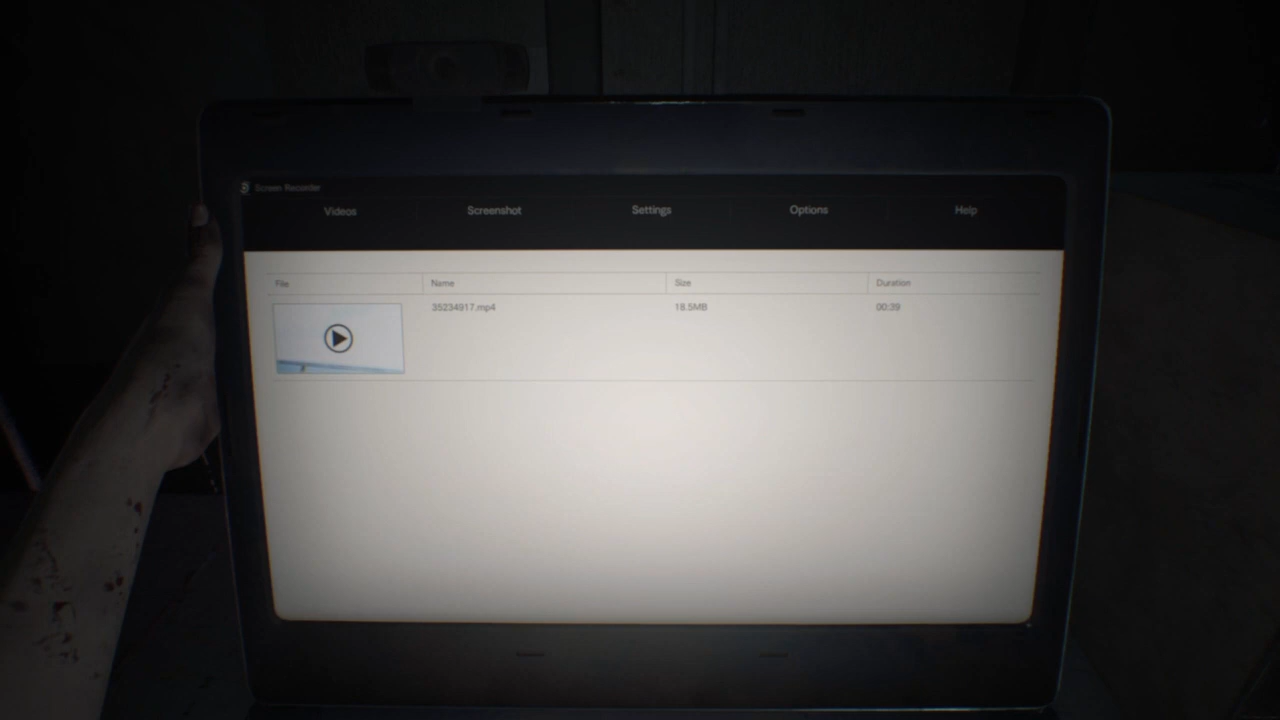 Screen Recorder
Videos Screenshot Settings Options Help
File Name Size Duration
35234917.mp4 18.5MB 00:39